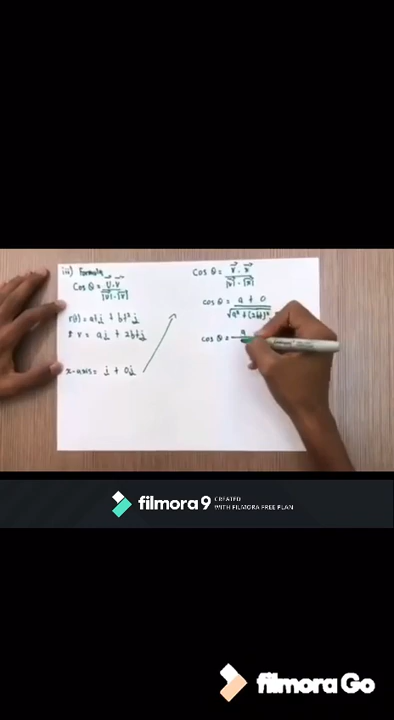 iii) Formula
Cos θ = U·V
|U|·|V|
r(t) = at i + bt² j
v = a i + 2bt j
x-axis = i + 0j
Cos θ = V·X
|V|·|X|
cos θ = a + 0
√a² + (2bt)²
cos θ = a
filmora9 CREATED
WITH FILMORA FREE PLAN
filmora Go